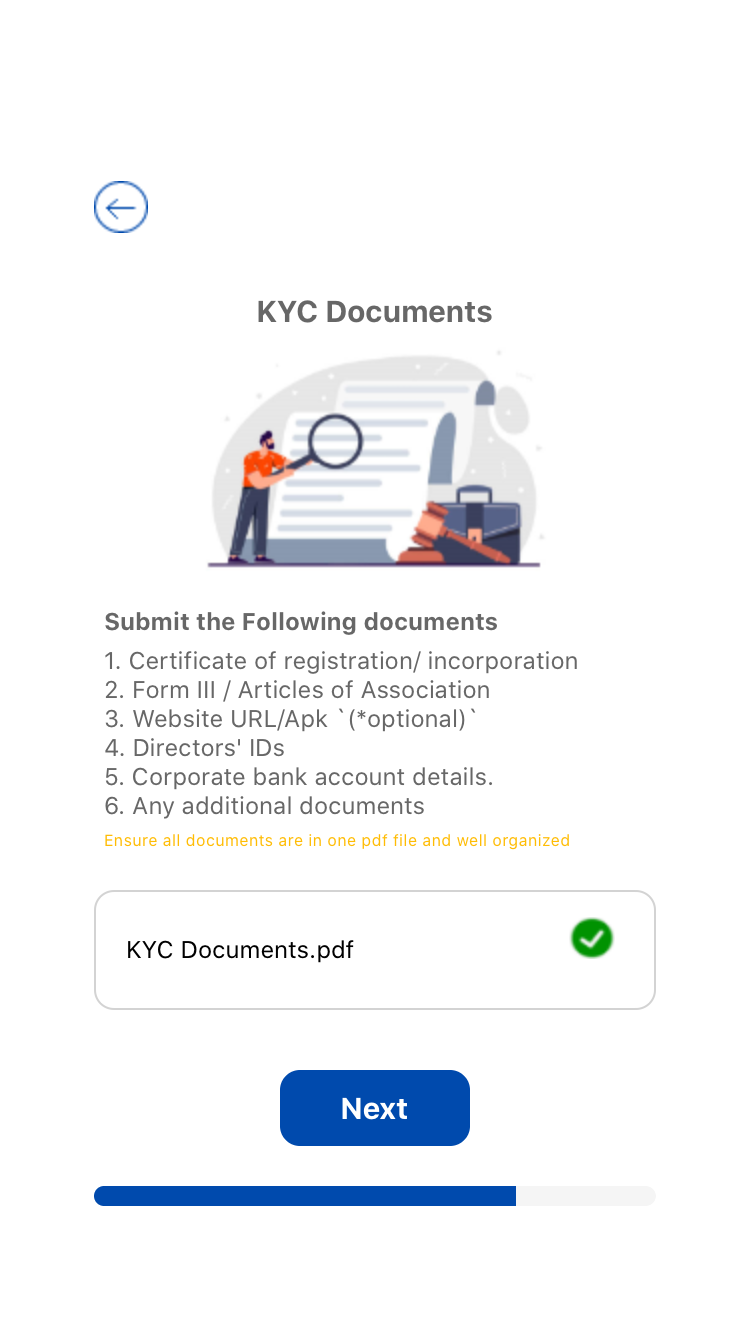 KYC Documents
Submit the Following documents
1. Certificate of registration/ incorporation
2. Form III / Articles of Association
3. Website URL/Apk `(*optional)`
4. Directors' IDs
5. Corporate bank account details.
6. Any additional documents
Ensure all documents are in one pdf file and well organized
KYC Documents.pdf
Next